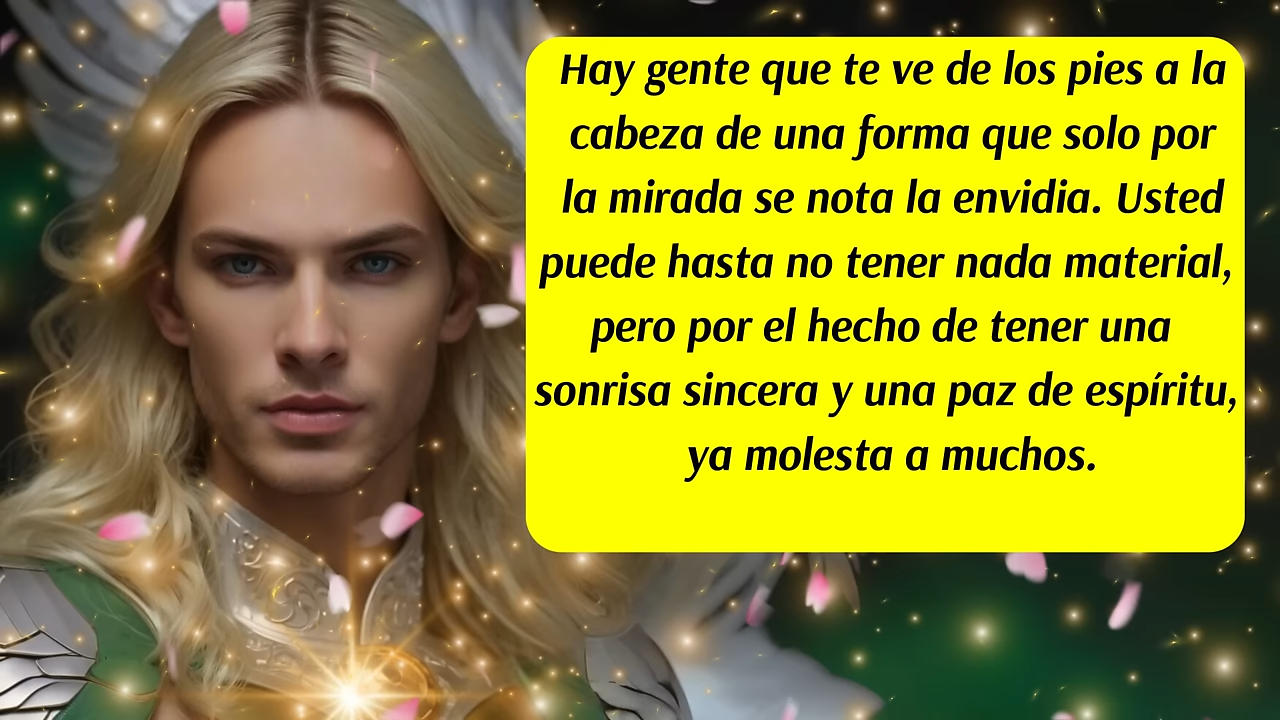 Hay gente que te ve de los pies a la
cabeza de una forma que solo por
la mirada se nota la envidia. Usted
puede hasta no tener nada material,
pero por el hecho de tener una
sonrisa sincera y una paz de espíritu,
ya molesta a muchos.